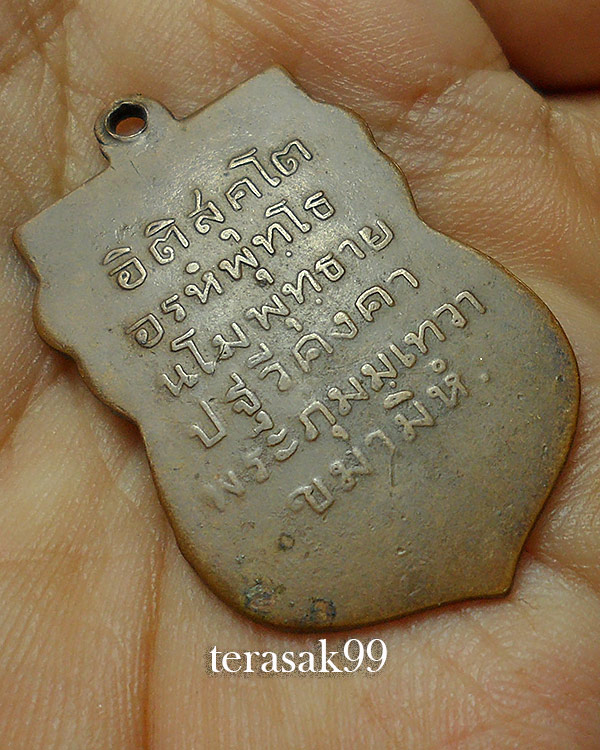 อิติสุคโต
อรหํพุทฺโธ
นโมพุทฺธาย
ปฐวีคงคา
พระภุมมฺเทวา
ขมามิหํ.
terasak99